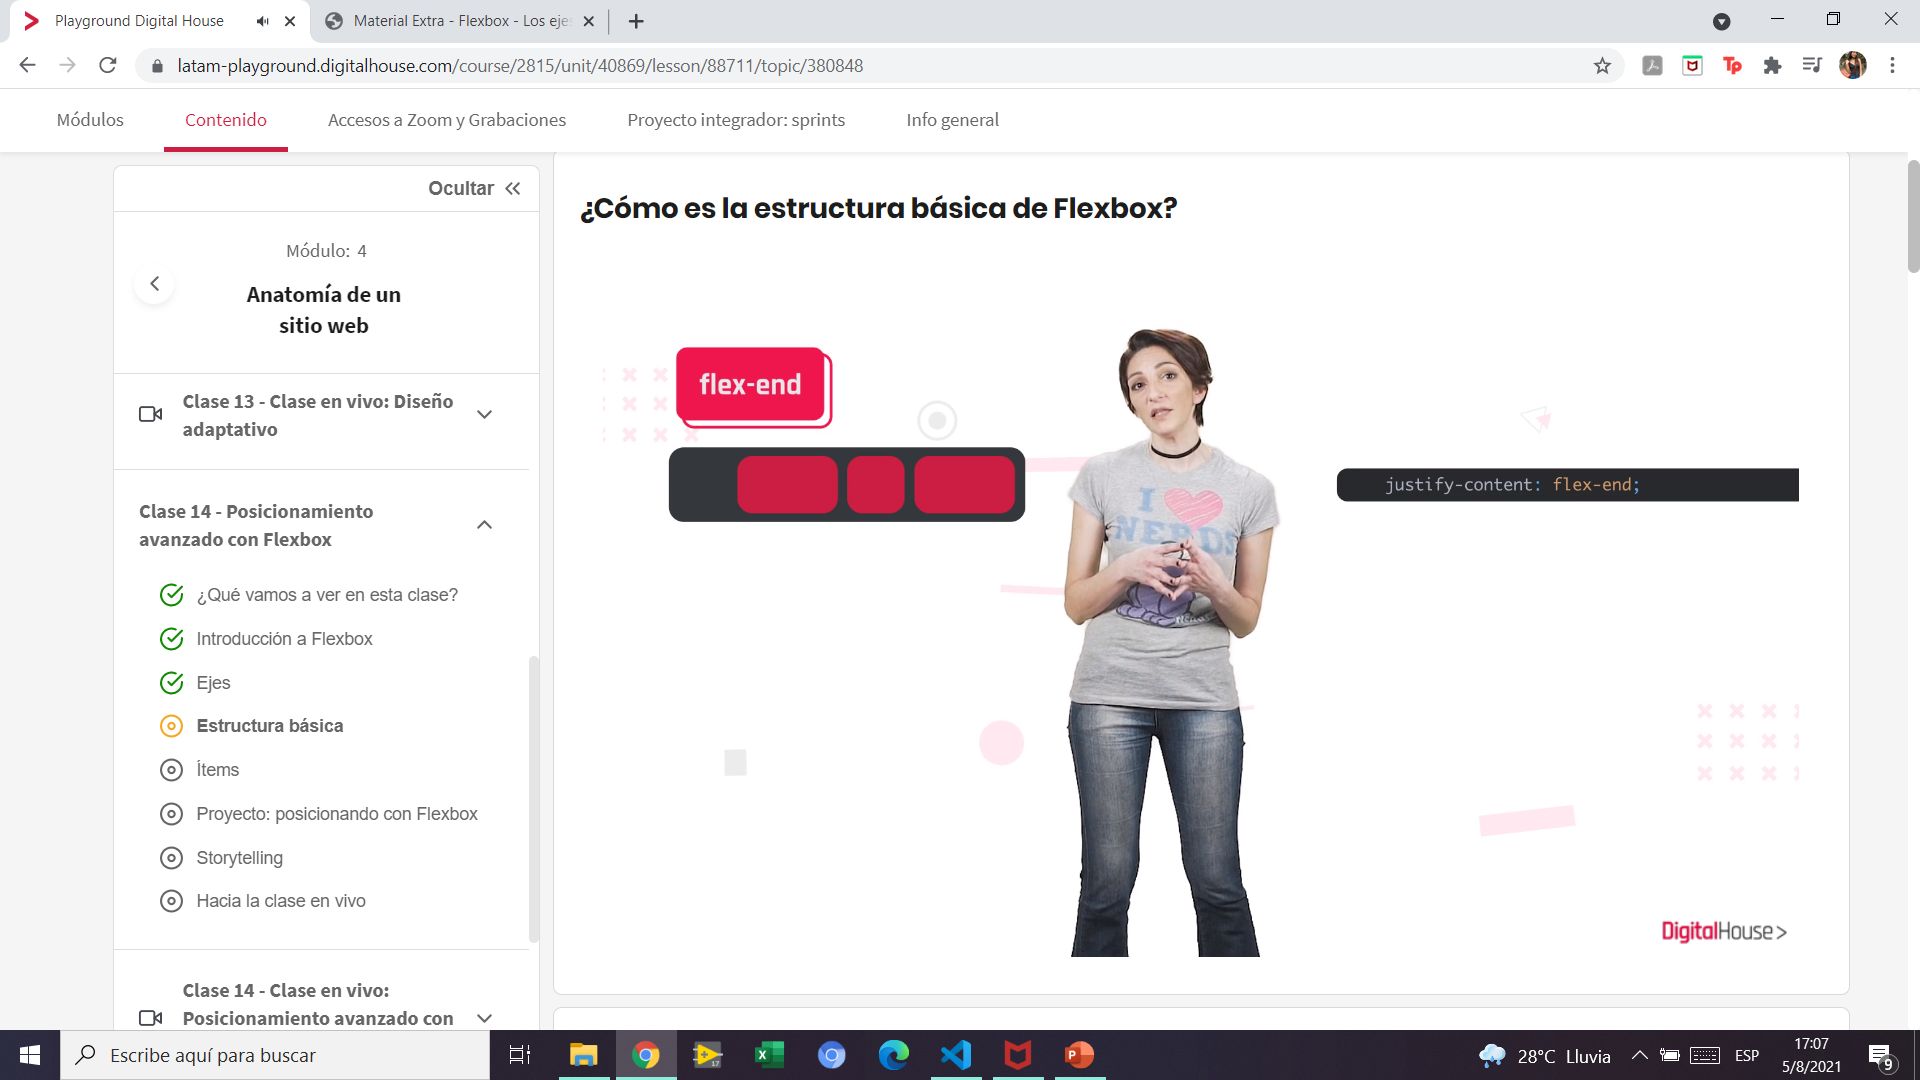 Playground Digital House
Material Extra - Flexbox - Los eje
latam-playground.digitalhouse.com/course/2815/unit/40869/lesson/88711/topic/380848
Módulos
Contenido
Accesos a Zoom y Grabaciones
Proyecto integrador: sprints
Info general
Ocultar
Módulo: 4
Anatomía de un
sitio web
Clase 13 - Clase en vivo: Diseño
adaptativo
Clase 14 - Posicionamiento
avanzado con Flexbox
¿Qué vamos a ver en esta clase?
Introducción a Flexbox
Ejes
Estructura básica
Ítems
Proyecto: posicionando con Flexbox
Storytelling
Hacia la clase en vivo
Clase 14 - Clase en vivo:
Posicionamiento avanzado con
¿Cómo es la estructura básica de Flexbox?
flex-end
I
NERDS
justify-content: flex-end;
DigitalHouse>
Escribe aquí para buscar
28°C Lluvia
ESP
17:07
5/8/2021
9